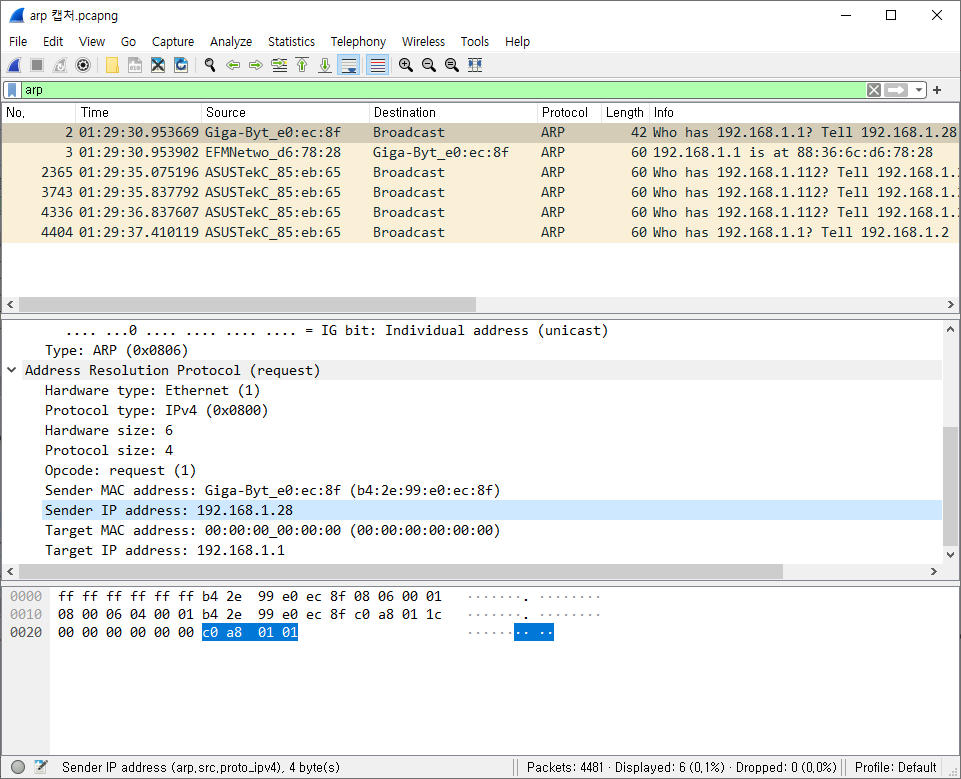 arp 캡처.pcapng
File Edit View Go Capture Analyze Statistics Telephony Wireless Tools Help
arp
No. Time Source Destination Protocol Length Info
2 01:29:30.953669 Giga-Byt_e0:ec:8f Broadcast ARP 42 Who has 192.168.1.1? Tell 192.168.1.28
3 01:29:30.953902 EFMNetwo_d6:78:28 Giga-Byt_e0:ec:8f ARP 60 192.168.1.1 is at 88:36:6c:d6:78:28
2365 01:29:35.075196 ASUSTekC_85:eb:65 Broadcast ARP 60 Who has 192.168.1.112? Tell 192.168.1.
3743 01:29:35.837792 ASUSTekC_85:eb:65 Broadcast ARP 60 Who has 192.168.1.112? Tell 192.168.1.
4336 01:29:36.837607 ASUSTekC_85:eb:65 Broadcast ARP 60 Who has 192.168.1.112? Tell 192.168.1.
4404 01:29:37.410119 ASUSTekC_85:eb:65 Broadcast ARP 60 Who has 192.168.1.1? Tell 192.168.1.2
.... ...0 .... .... .... .... = IG bit: Individual address (unicast)
Type: ARP (0x0806)
Address Resolution Protocol (request)
Hardware type: Ethernet (1)
Protocol type: IPv4 (0x0800)
Hardware size: 6
Protocol size: 4
Opcode: request (1)
Sender MAC address: Giga-Byt_e0:ec:8f (b4:2e:99:e0:ec:8f)
Sender IP address: 192.168.1.28
Target MAC address: 00:00:00_00:00:00 (00:00:00:00:00:00)
Target IP address: 192.168.1.1
0000 ff ff ff ff ff ff b4 2e 99 e0 ec 8f 08 06 00 01 ·······. ········
0010 08 00 06 04 00 01 b4 2e 99 e0 ec 8f c0 a8 01 1c ·······. ········
0020 00 00 00 00 00 00 c0 a8 01 01 ········ ··
Sender IP address (arp.src.proto_ipv4), 4 byte(s) Packets: 4481 · Displayed: 6 (0,1%) · Dropped: 0 (0,0%) Profile: Default